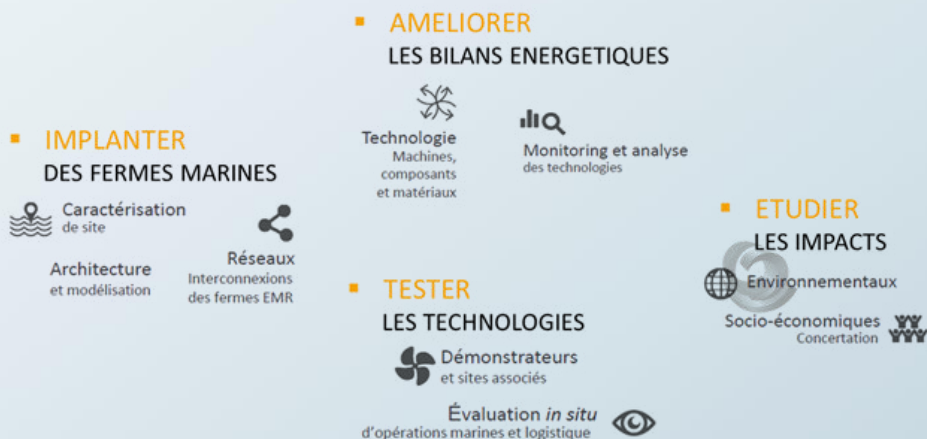 AMELIORER
LES BILANS ENERGETIQUES
Technologie
Machines,
composants
et matériaux
Monitoring et analyse
des technologies
IMPLANTER
DES FERMES MARINES
Caractérisation
de site
Architecture
et modélisation
Réseaux
Interconnexions
des fermes EMR
TESTER
LES TECHNOLOGIES
Démonstrateurs
et sites associés
Évaluation in situ
d'opérations marines et logistique
ETUDIER
LES IMPACTS
Environnementaux
Socio-économiques
Concertation